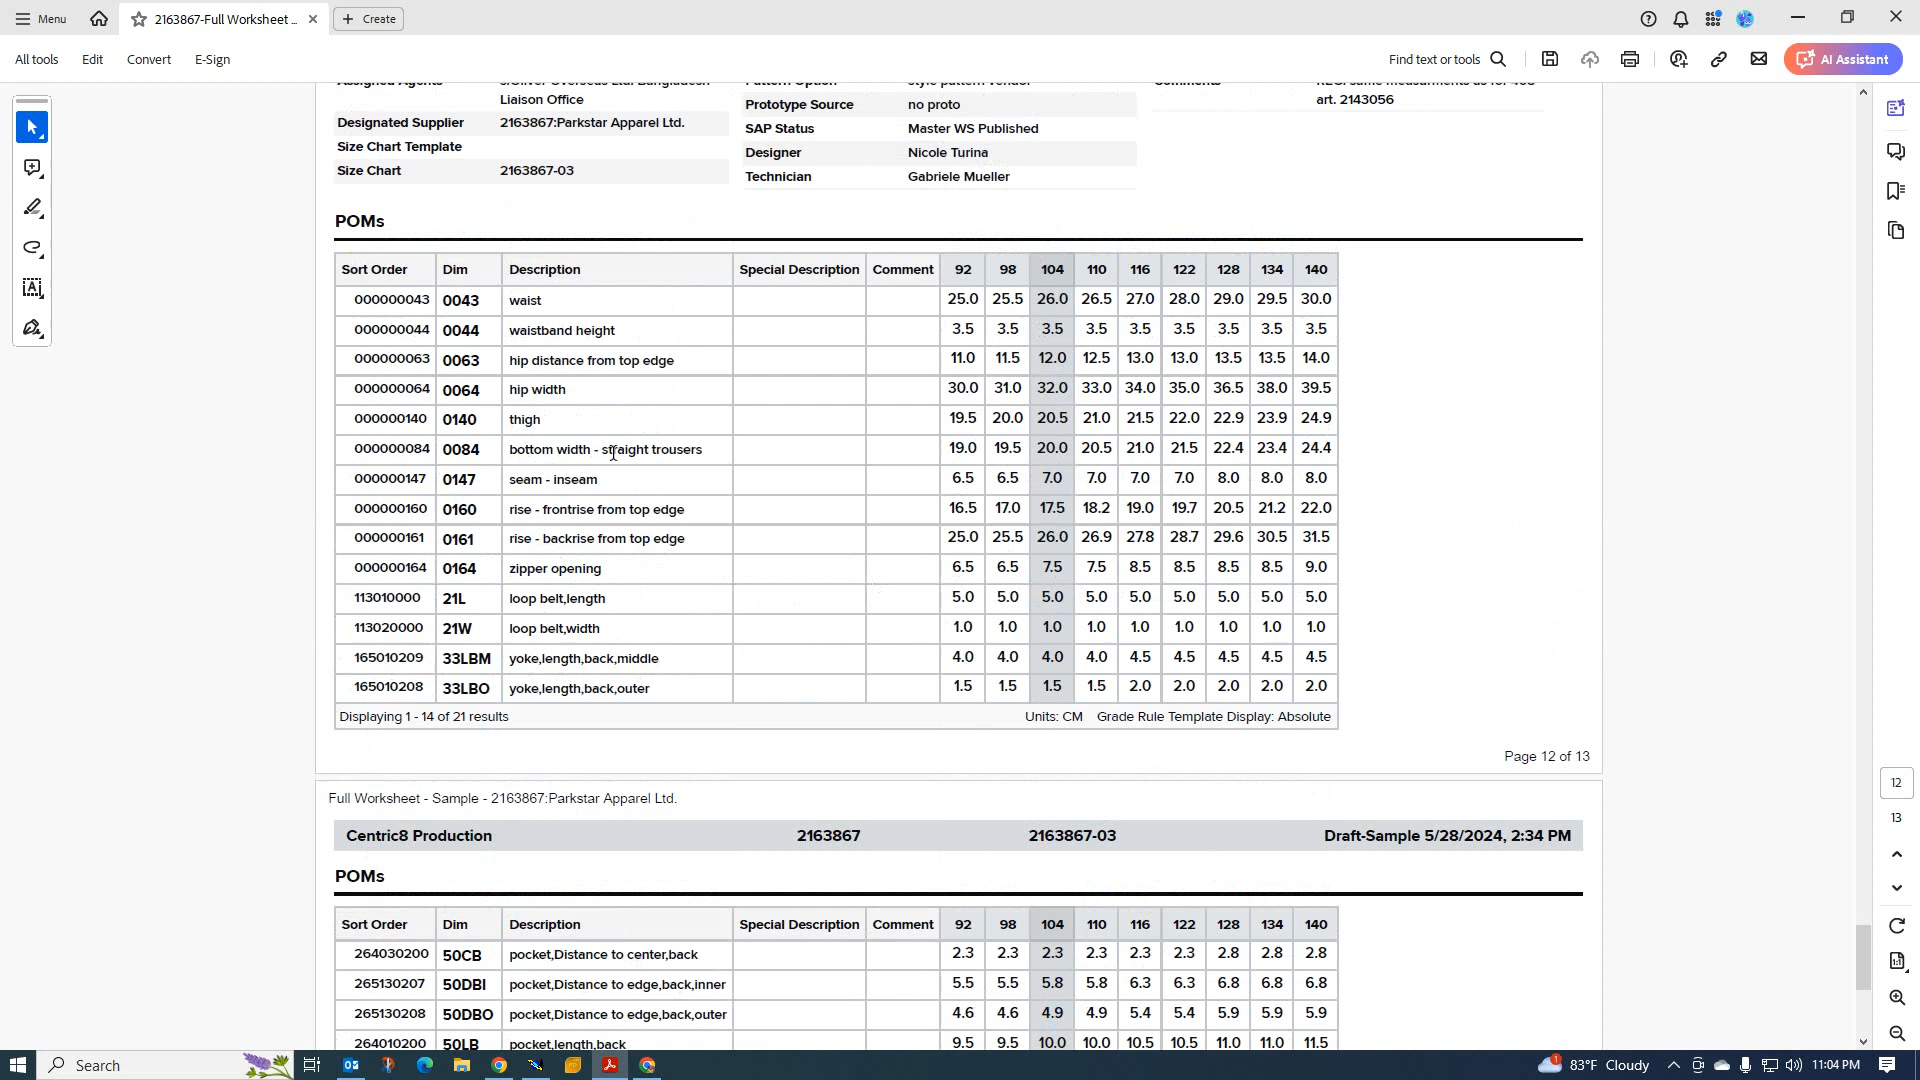 Menu
2163867-Full Worksheet ...
Create
All tools
Edit
Convert
E-Sign
Find text or tools
AI Assistant
Liaison Office
Designated Supplier 2163867:Parkstar Apparel Ltd.
Size Chart Template
Size Chart 2163867-03
Prototype Source no proto
SAP Status Master WS Published
Designer Nicole Turina
Technician Gabriele Mueller
art. 2143056
POMs
Sort Order Dim Description Special Description Comment 92 98 104 110 116 122 128 134 140
000000043 0043 waist 25.0 25.5 26.0 26.5 27.0 28.0 29.0 29.5 30.0
000000044 0044 waistband height 3.5 3.5 3.5 3.5 3.5 3.5 3.5 3.5 3.5
000000063 0063 hip distance from top edge 11.0 11.5 12.0 12.5 13.0 13.0 13.5 13.5 14.0
000000064 0064 hip width 30.0 31.0 32.0 33.0 34.0 35.0 36.5 38.0 39.5
000000140 0140 thigh 19.5 20.0 20.5 21.0 21.5 22.0 22.9 23.9 24.9
000000084 0084 bottom width - straight trousers 19.0 19.5 20.0 20.5 21.0 21.5 22.4 23.4 24.4
000000147 0147 seam - inseam 6.5 6.5 7.0 7.0 7.0 7.0 8.0 8.0 8.0
000000160 0160 rise - frontrise from top edge 16.5 17.0 17.5 18.2 19.0 19.7 20.5 21.2 22.0
000000161 0161 rise - backrise from top edge 25.0 25.5 26.0 26.9 27.8 28.7 29.6 30.5 31.5
000000164 0164 zipper opening 6.5 6.5 7.5 7.5 8.5 8.5 8.5 8.5 9.0
113010000 21L loop belt,length 5.0 5.0 5.0 5.0 5.0 5.0 5.0 5.0 5.0
113020000 21W loop belt,width 1.0 1.0 1.0 1.0 1.0 1.0 1.0 1.0 1.0
165010209 33LBM yoke,length,back,middle 4.0 4.0 4.0 4.0 4.5 4.5 4.5 4.5 4.5
165010208 33LBO yoke,length,back,outer 1.5 1.5 1.5 1.5 2.0 2.0 2.0 2.0 2.0
Displaying 1 - 14 of 21 results Units: CM Grade Rule Template Display: Absolute
Page 12 of 13
Full Worksheet - Sample - 2163867:Parkstar Apparel Ltd.
Centric8 Production 2163867 2163867-03 Draft-Sample 5/28/2024, 2:34 PM
POMs
Sort Order Dim Description Special Description Comment 92 98 104 110 116 122 128 134 140
264030200 50CB pocket,Distance to center,back 2.3 2.3 2.3 2.3 2.3 2.3 2.8 2.8 2.8
265130207 50DBI pocket,Distance to edge,back,inner 5.5 5.5 5.8 5.8 6.3 6.3 6.8 6.8 6.8
265130208 50DBO pocket,Distance to edge,back,outer 4.6 4.6 4.9 4.9 5.4 5.4 5.9 5.9 5.9
264010200 50LB pocket,length,back 9.5 9.5 10.0 10.0 10.5 10.5 11.0 11.0 11.5
12
13
Search
83°F Cloudy
11:04 PM